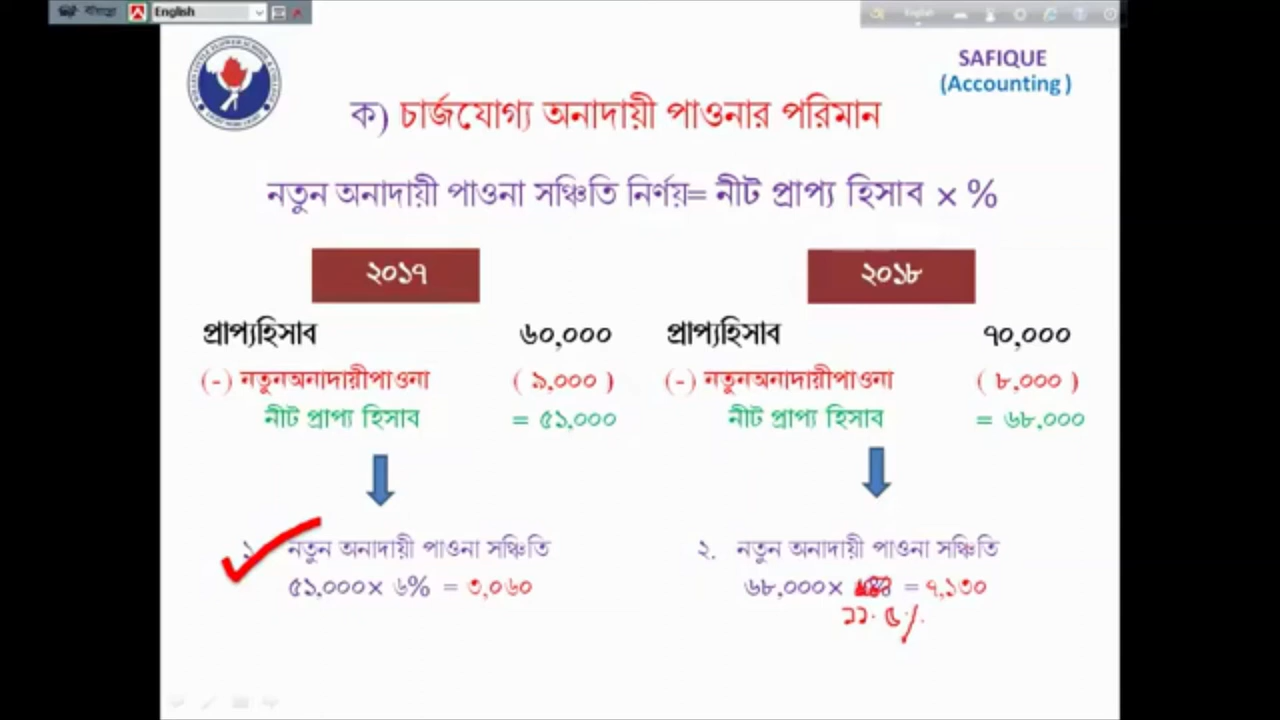 English
SAFIQUE
(Accounting)
ক) চার্জযোগ্য অনাদায়ী পাওনার পরিমান
নতুন অনাদায়ী পাওনা সঞ্চিতি নির্ণয়= নীট প্রাপ্য হিসাব × %
২০১৭
২০১৮
প্রাপ্যহিসাব ৬০,০০০
(-) নতুনঅনাদায়ীপাওনা ( ৯,০০০ )
নীট প্রাপ্য হিসাব = ৫১,০০০
প্রাপ্যহিসাব ৭০,০০০
(-) নতুনঅনাদায়ীপাওনা ( ৮,০০০ )
নীট প্রাপ্য হিসাব = ৬৮,০০০
১. নতুন অনাদায়ী পাওনা সঞ্চিতি
৫১,০০০× ৬% = ৩,০৬০
২. নতুন অনাদায়ী পাওনা সঞ্চিতি
৬৮,০০০× = ৭,১৩০
১১.৫%